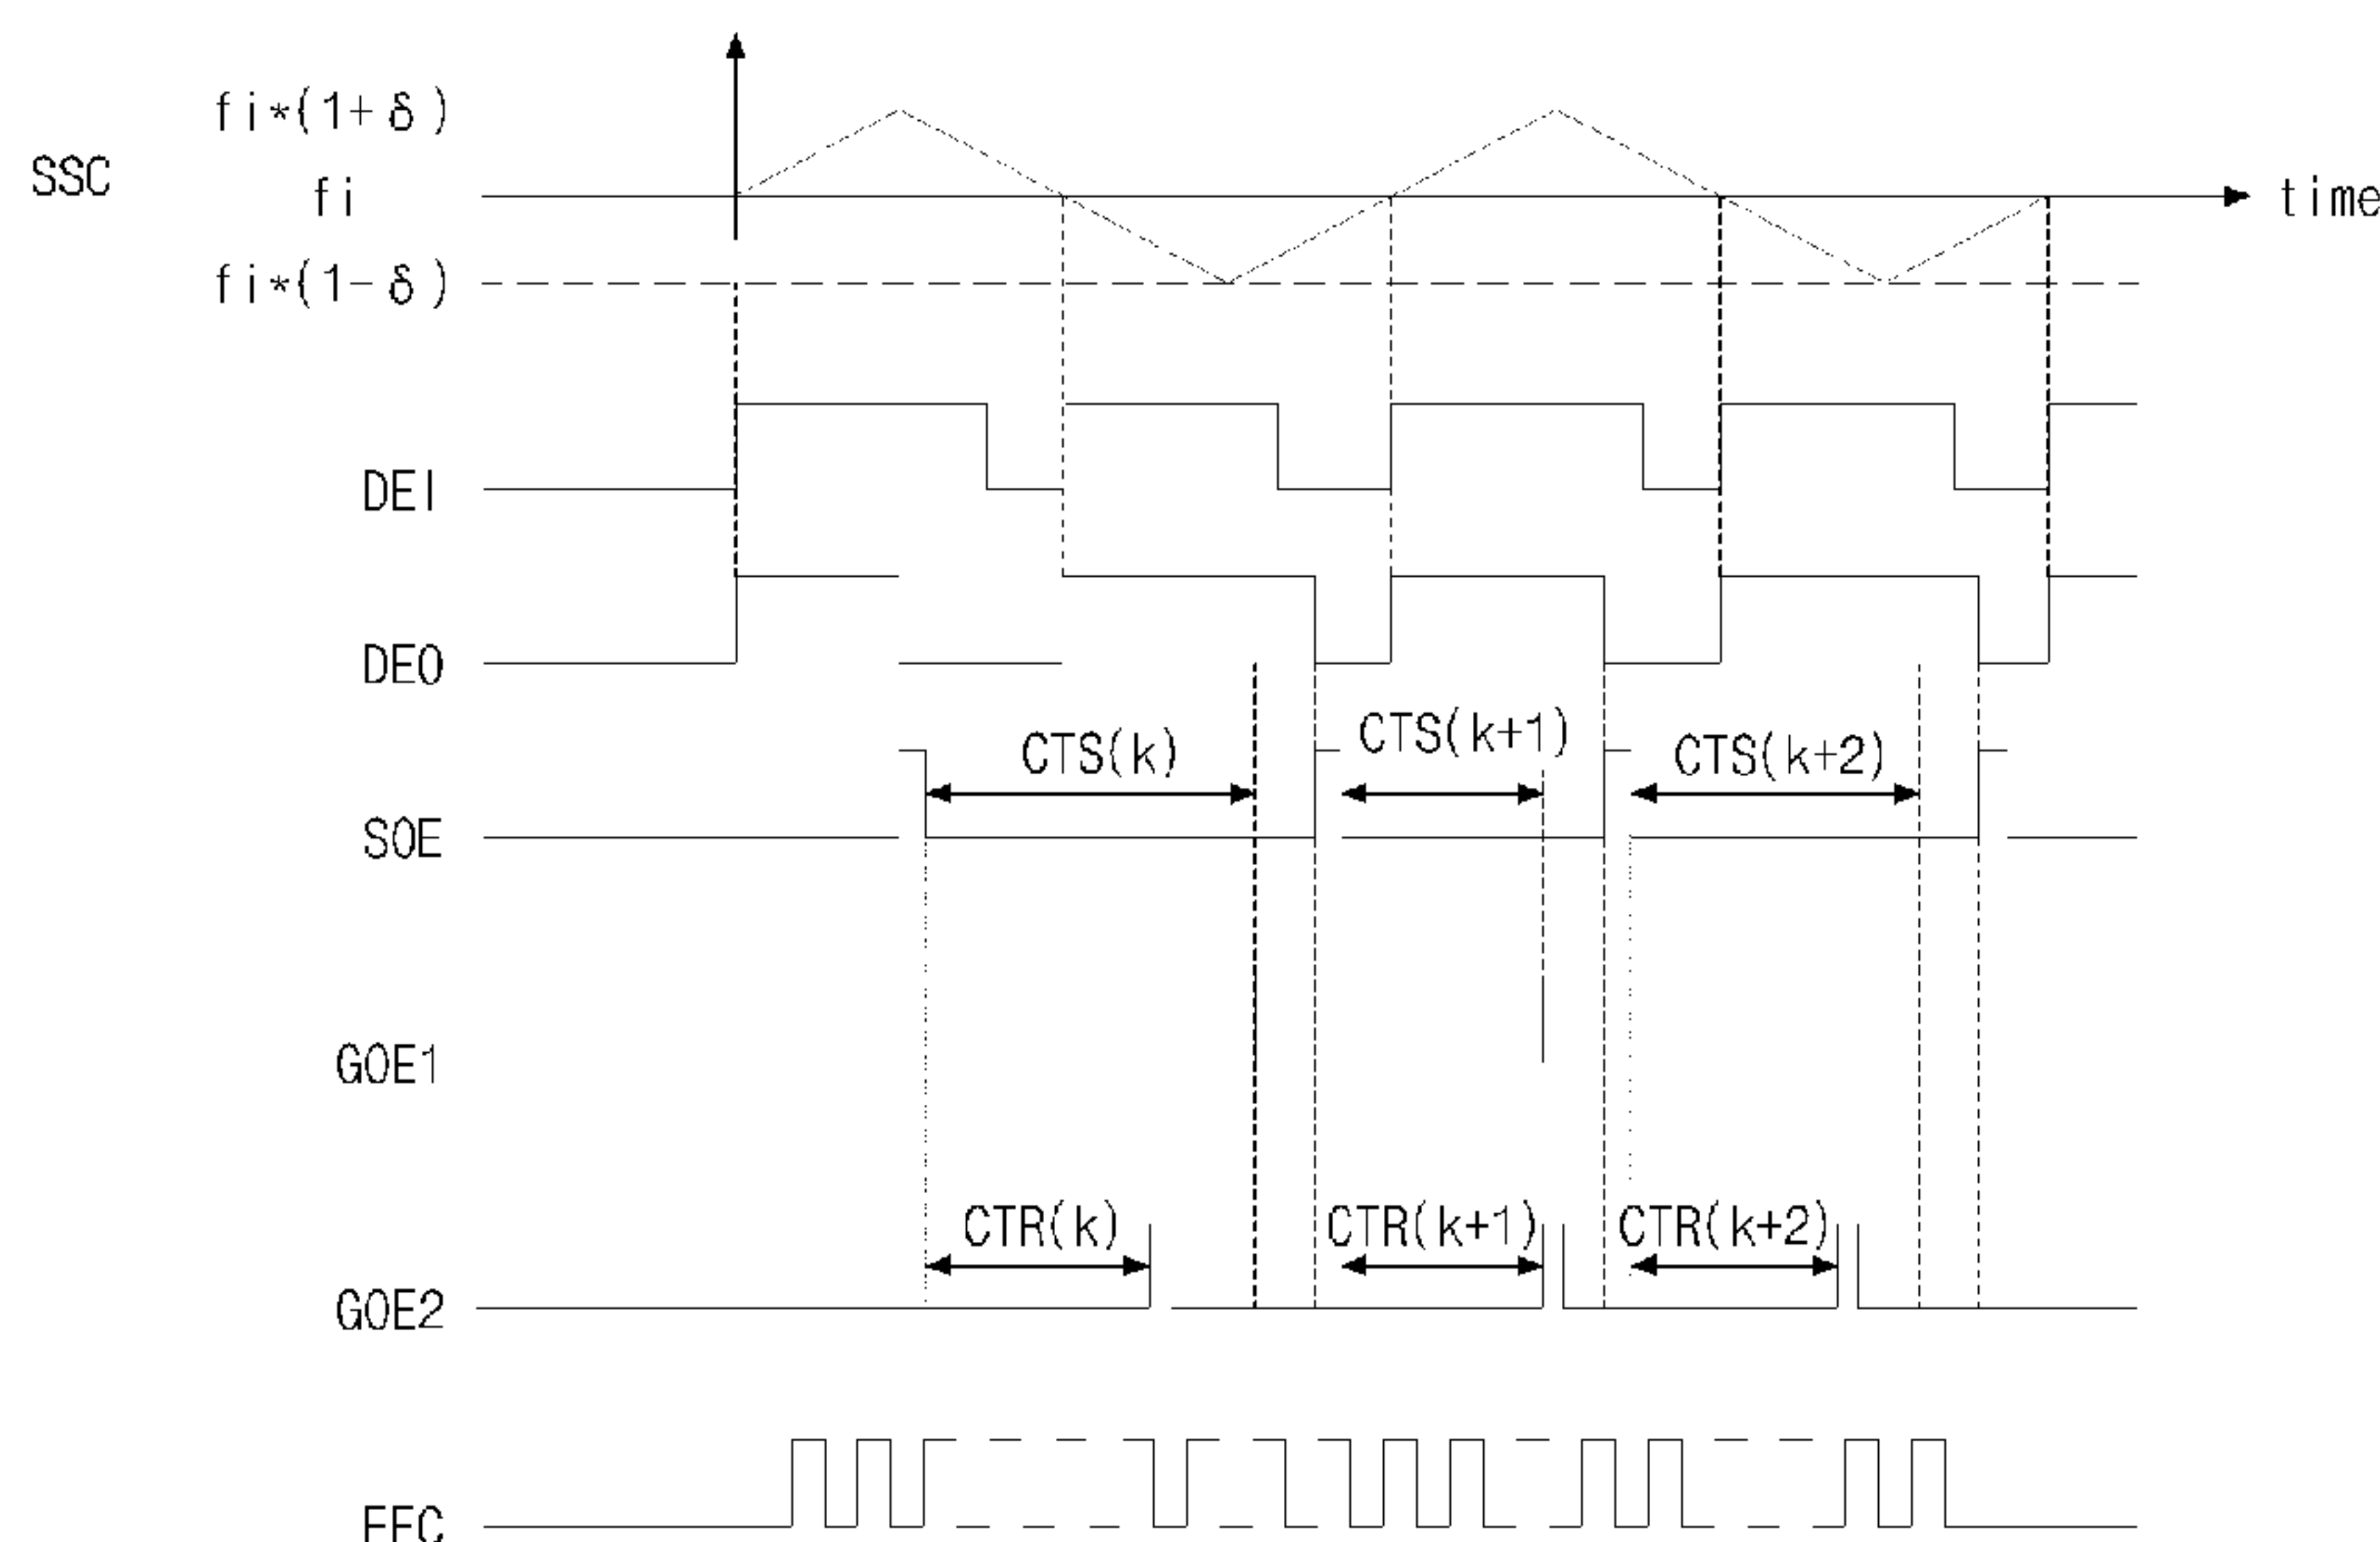 fi*(1+δ)
SSC
fi
time
fi*(1-δ)
DEI
DEO
CTS(k)
CTS(k+1)
CTS(k+2)
SOE
GOE1
CTR(k)
CTR(k+1)
CTR(k+2)
GOE2